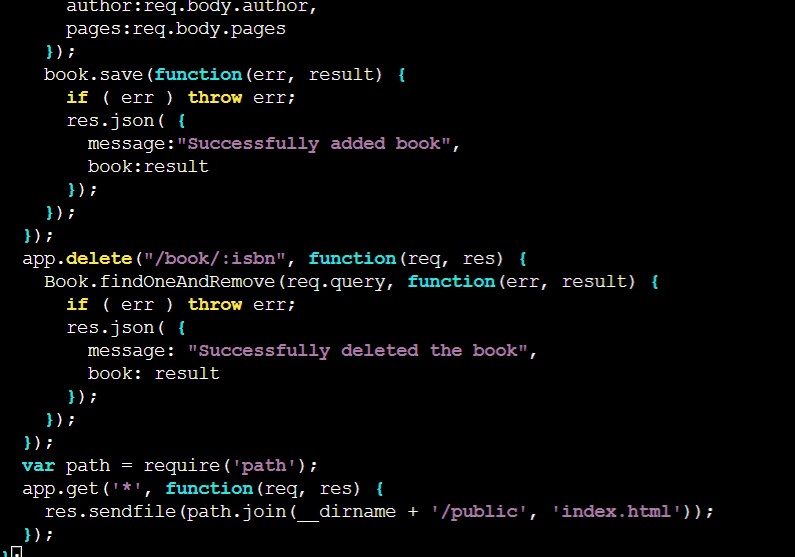 author:req.body.author,
pages:req.body.pages
});
book.save(function(err, result) {
if ( err ) throw err;
res.json( {
message:"Successfully added book",
book:result
});
});
});
app.delete("/book/:isbn", function(req, res) {
Book.findOneAndRemove(req.query, function(err, result) {
if ( err ) throw err;
res.json( {
message: "Successfully deleted the book",
book: result
});
});
});
var path = require('path');
app.get('*', function(req, res) {
res.sendfile(path.join(__dirname + '/public', 'index.html'));
});
};